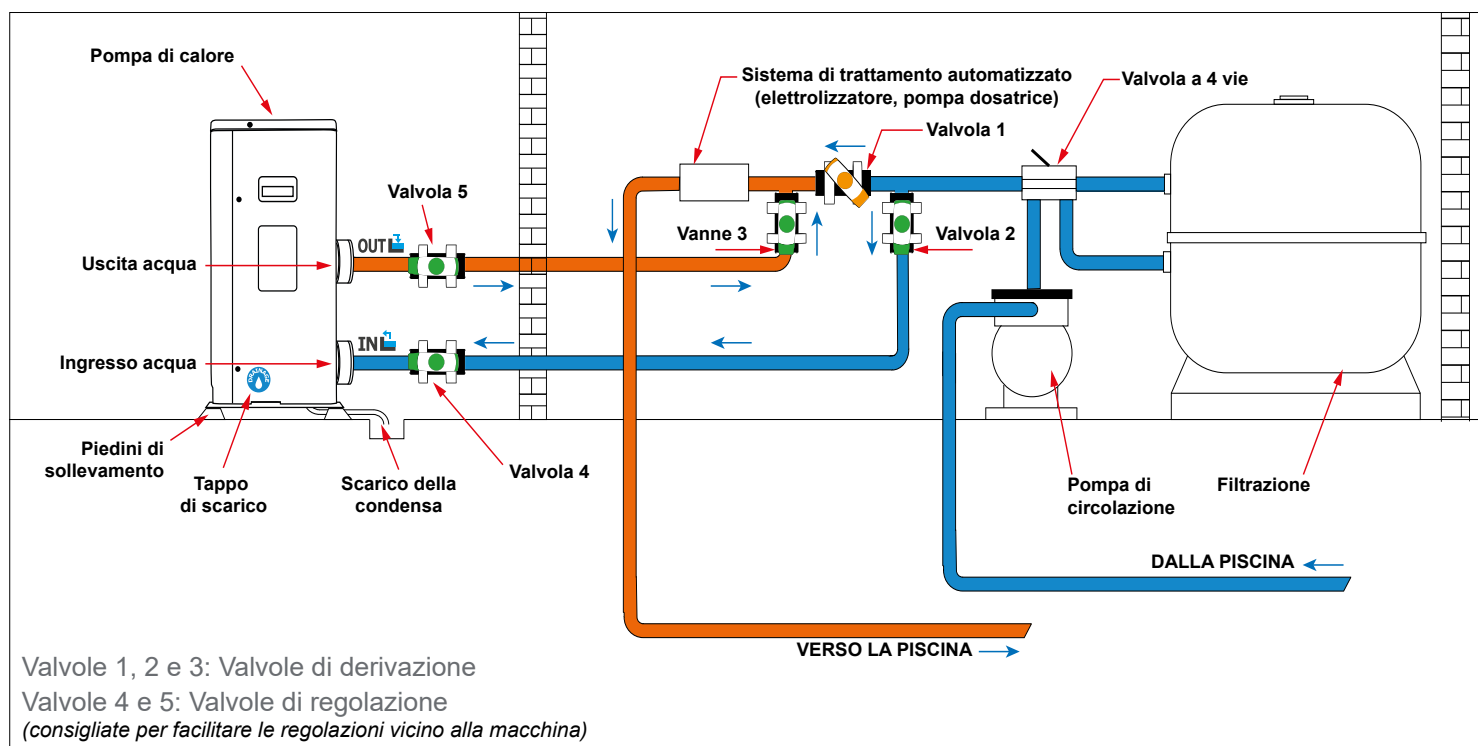 Pompa di calore
Sistema di trattamento automatizzato
(elettrolizzatore, pompa dosatrice)
Valvola a 4 vie
Valvola 1
Valvola 5
Vanne 3
Valvola 2
OUT
Uscita acqua
IN
Ingresso acqua
DRAINAGE
Piedini di
sollevamento
Tappo
di scarico
Scarico della
condensa
Valvola 4
Pompa di
circolazione
Filtrazione
DALLA PISCINA
VERSO LA PISCINA
Valvole 1, 2 e 3: Valvole di derivazione
Valvole 4 e 5: Valvole di regolazione
(consigliate per facilitare le regolazioni vicino alla macchina)